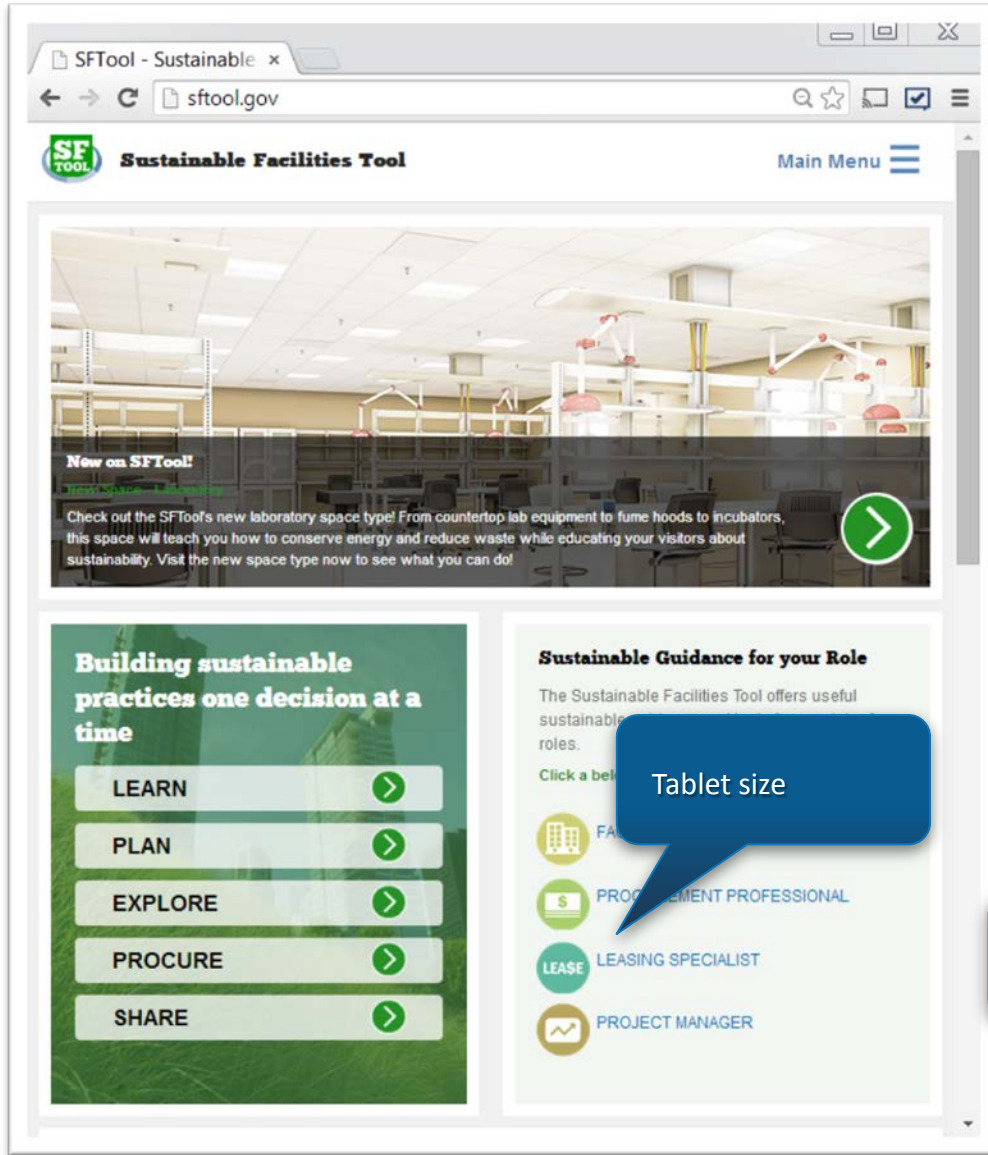 SFTool - Sustainable
sftool.gov
SF
TOOL
Sustainable Facilities Tool
Main Menu
New on SFTool!
New Space - Laboratory
Check out the SFTool's new laboratory space type! From countertop lab equipment to fume hoods to incubators,
this space will teach you how to conserve energy and reduce waste while educating your visitors about
sustainability. Visit the new space type now to see what you can do!
Building sustainable
practices one decision at a
time
LEARN
PLAN
EXPLORE
PROCURE
SHARE
Sustainable Guidance for your Role
The Sustainable Facilities Tool offers useful
sustainable
roles.
Click a
Tablet size
$
PROFESSIONAL
LEA$E
LEASING SPECIALIST
PROJECT MANAGER